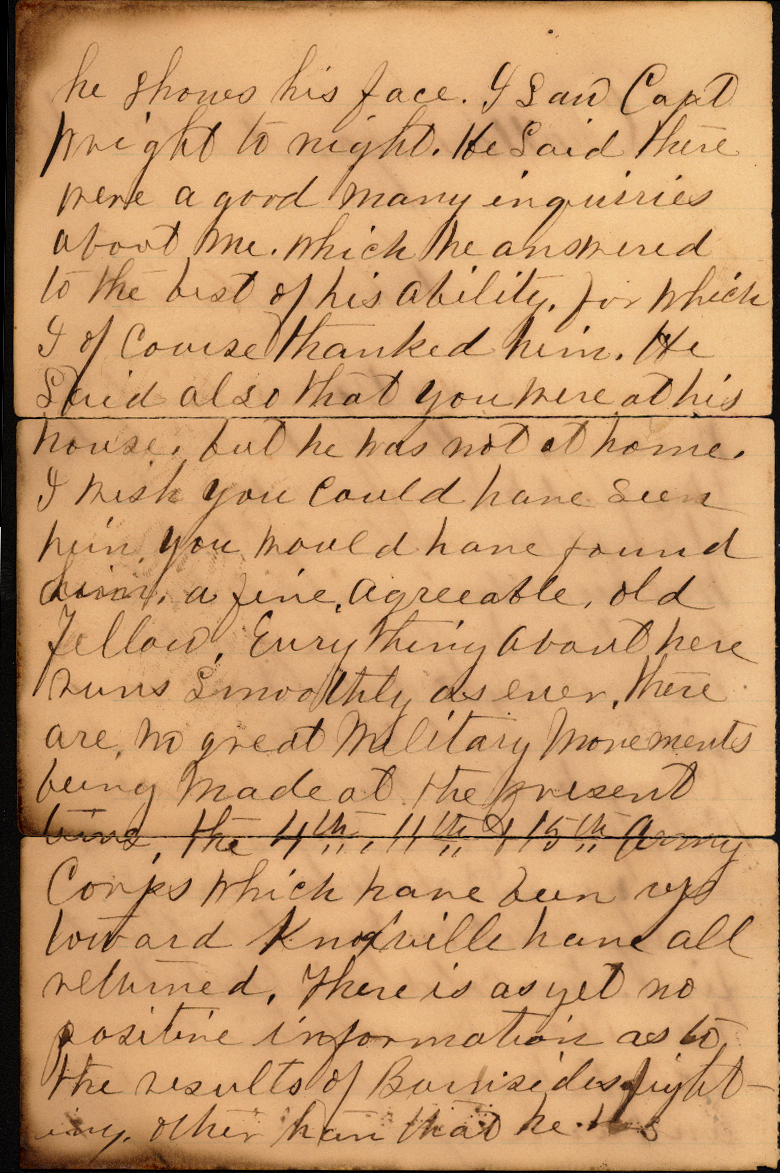 he shows his face. I Saw Capt
Wright to night. He Said there
were a good many inquiries
about me. which he answered
to the best of his ability, for which
I of Course thanked him. He
Said also that you were at his
house, but he was not at home.
I wish you Could have Seen
him, you would have found
him, a fine, agreeable, old
Fellow. Everything about here
runs Smoothly as ever, there
are, no great Military Movements
being Made at the present
time, the 4th, 11th & 15th Army
Corps which have been up
toward Knoxville have all
returned. There is as yet no
positive information as to
the results of Burnsides fight-
ing. other than that he has